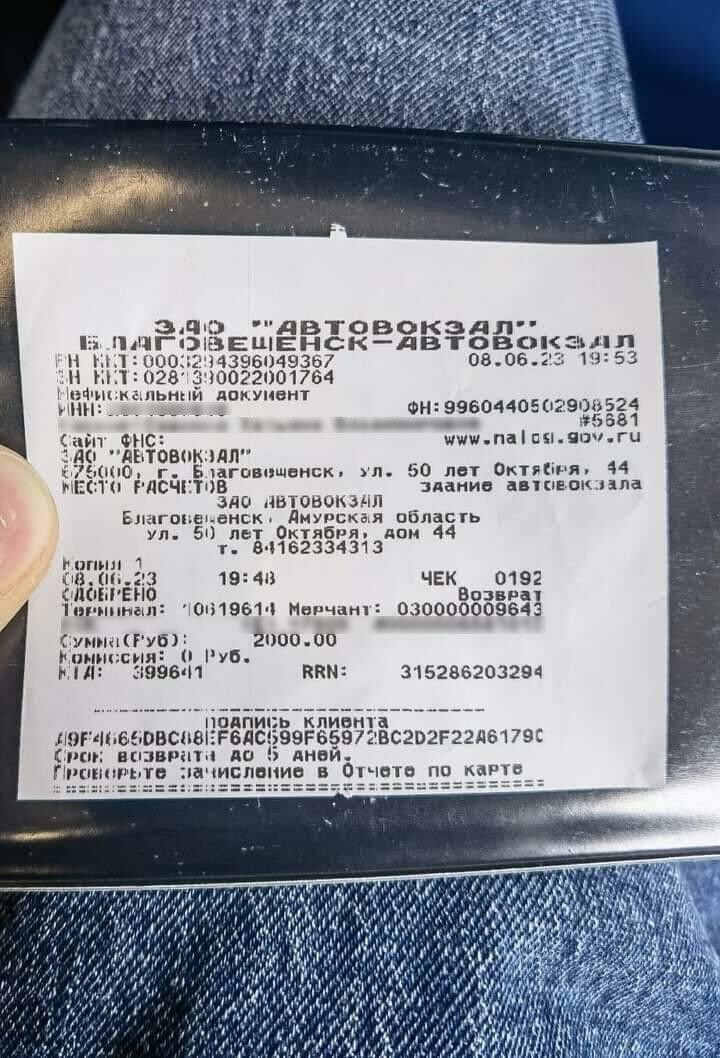 ЗАО "АВТОВОКЗАЛ"
БЛАГОВЕЩЕНСК-АВТОВОКЗАЛ
РН ККТ:0003294396049367 08.06.23 19:53
ЗН ККТ:0281390022001764
Нефискальный документ
ИНН: ФН:9960440502908524
#5681
Сайт ФНС: www.nalog.gov.ru
ЗАО "АВТОВОКЗАЛ"
675000, г. Благовещенск, ул. 50 лет Октября, 44
МЕСТО РАСЧЕТОВ здание автовокзала
ЗАО АВТОВОКЗАЛ
Благовещенск, Амурская область
ул. 50 лет Октября, дом 44
т. 84162334313
Копия 1
08.06.23 19:48 ЧЕК 0192
ОДОБРЕНО Возврат
Терминал: 10619614 Мерчант: 030000009643
Сумма(Руб): 2000.00
Комиссия: 0 Руб.
КТА: 399641 RRN: 315286203294
подпись клиента
A9F4665DBC88EF6AC599F65972BC2D2F22A6179C
Срок возврата до 5 дней.
Проверьте зачисление в Отчете по карте